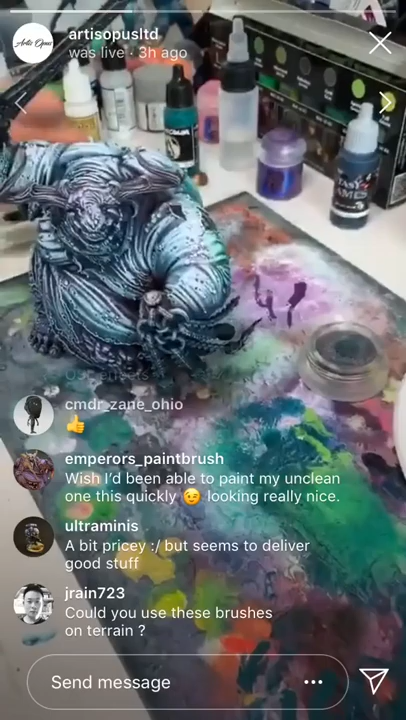 Artis Opus
artisopusltd
was live · 3h ago
cmdr_zane_ohio
👍
emperors_paintbrush
Wish I'd been able to paint my unclean
one this quickly 😉 looking really nice.
ultraminis
A bit pricey :/ but seems to deliver
good stuff
jrain723
Could you use these brushes
on terrain ?
Send message